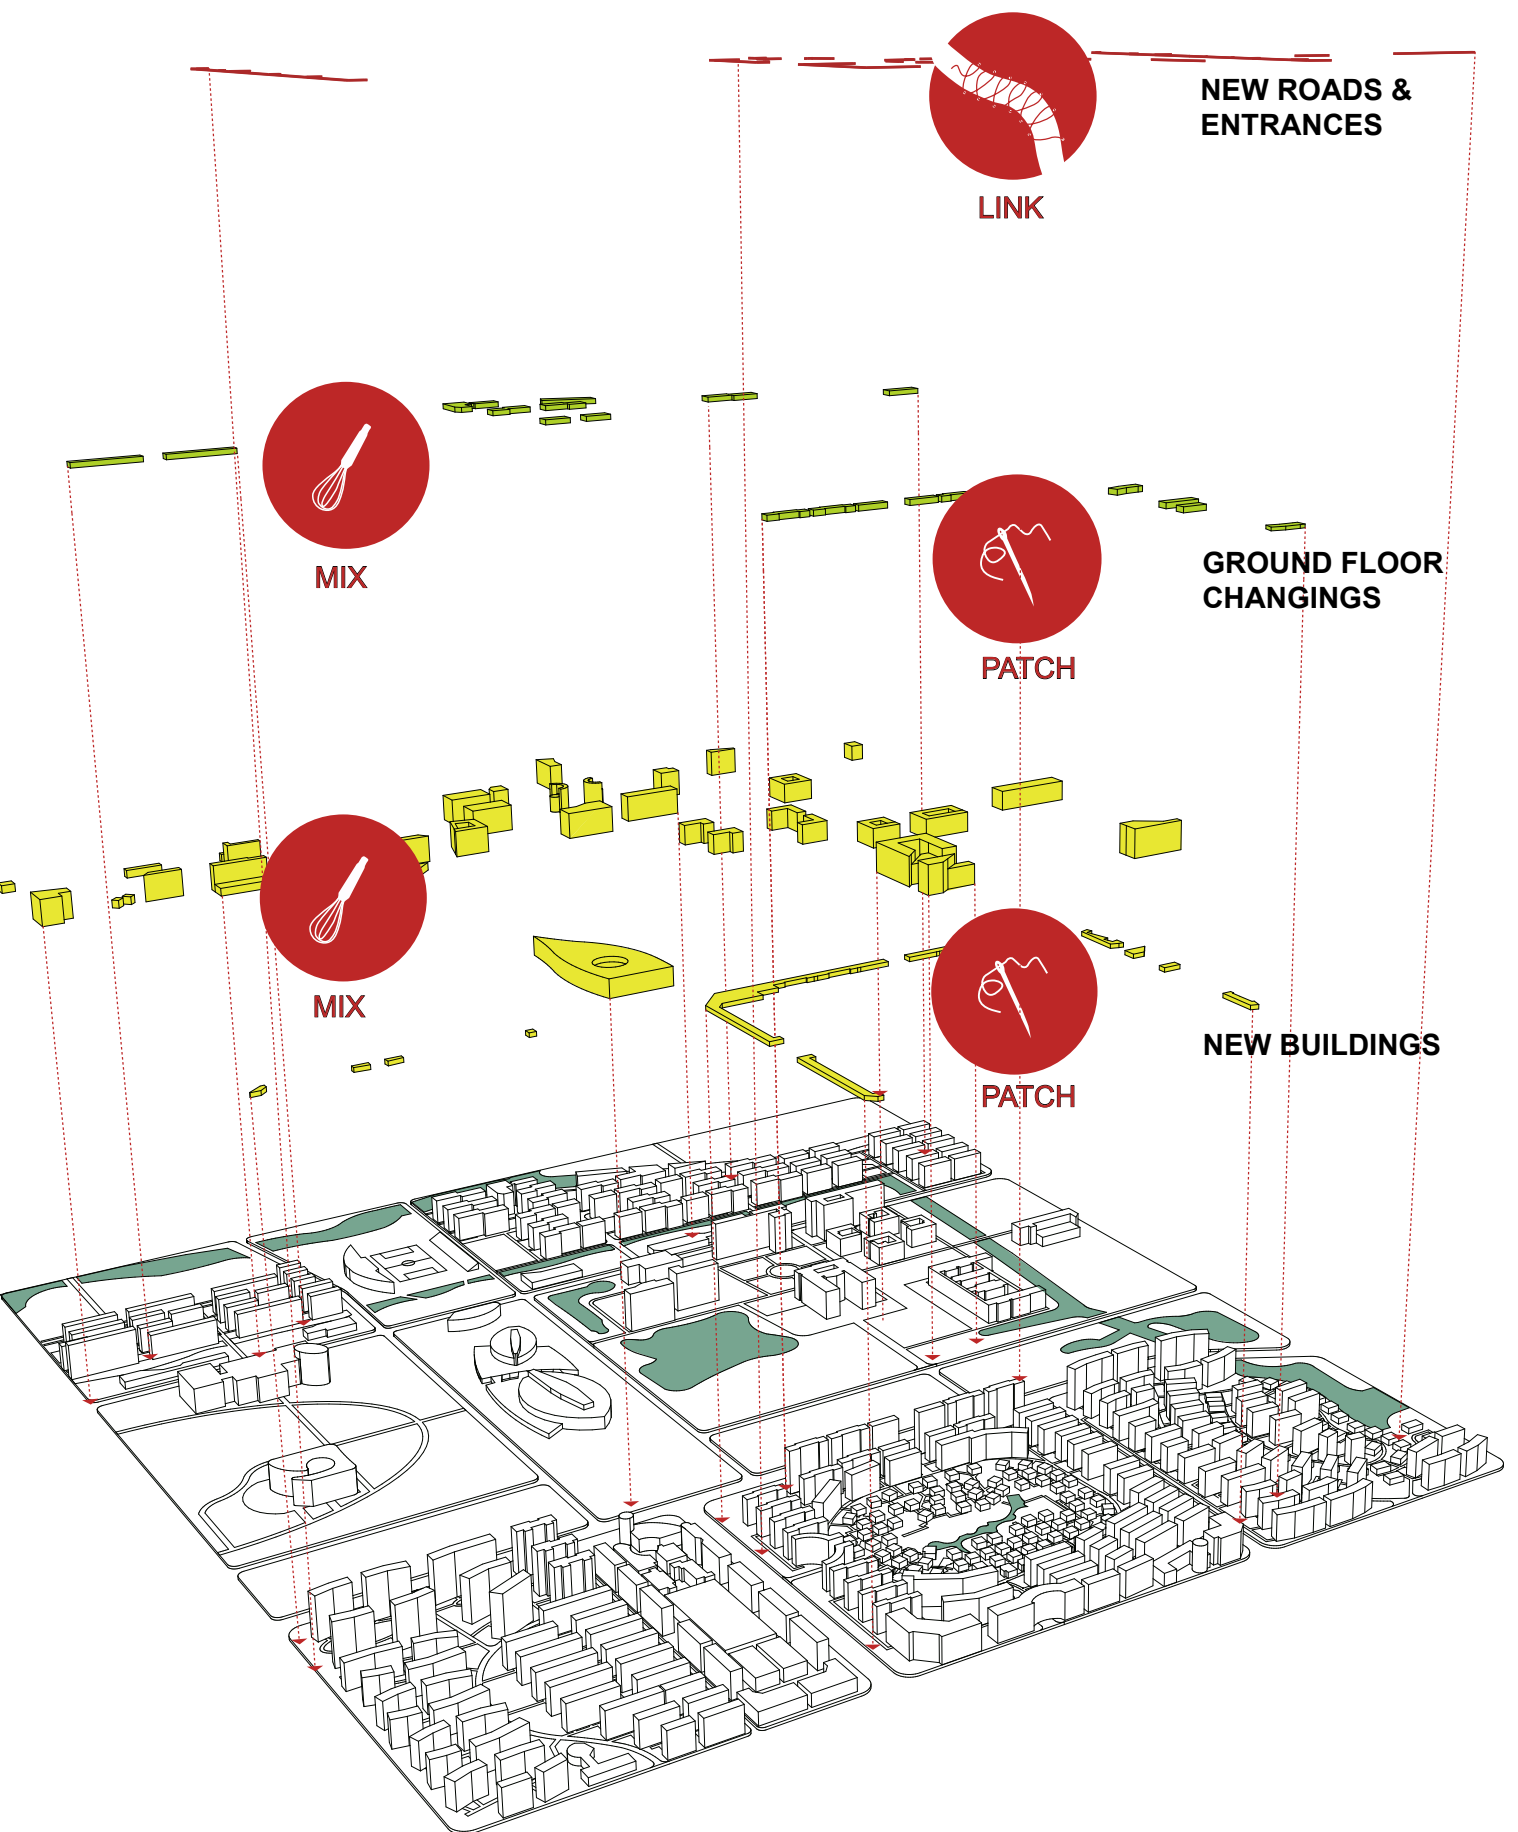 NEW ROADS &
ENTRANCES
LINK
GROUND FLOOR
CHANGINGS
MIX
PATCH
MIX
NEW BUILDINGS
PATCH